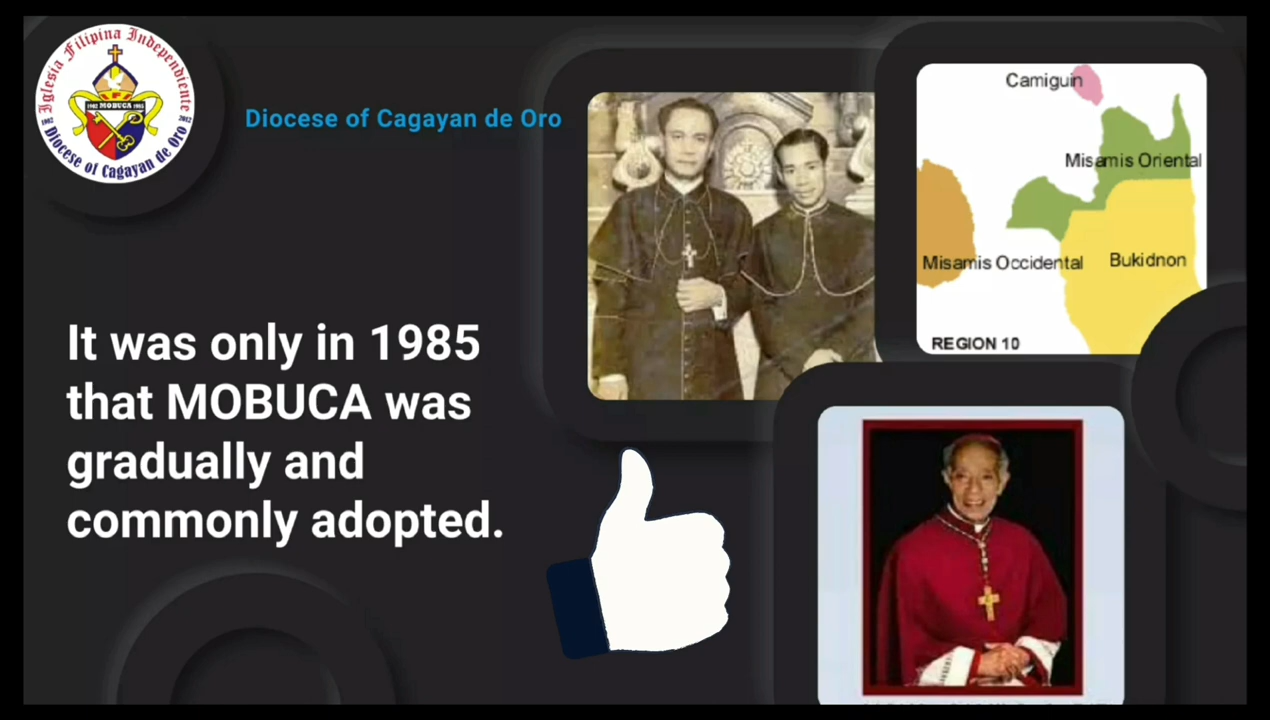 Iglesia Filipina Independiente
1902 MOBUCA 1985
1902
2012
Diocese of Cagayan de Oro
Diocese of Cagayan de Oro
It was only in 1985
that MOBUCA was
gradually and
commonly adopted.
Camiguin
Misamis Oriental
Misamis Occidental
Bukidnon
REGION 10